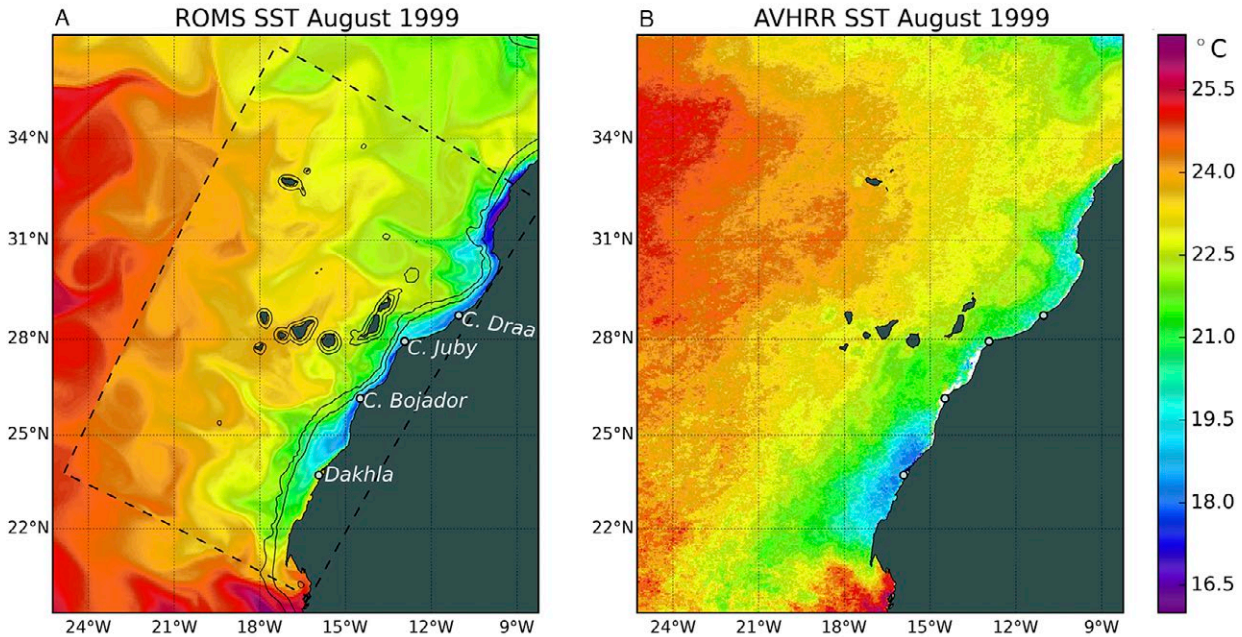 A ROMS SST August 1999
B AVHRR SST August 1999
°C
34°N
31°N
28°N
25°N
22°N
24°W 21°W 18°W 15°W 12°W 9°W
C. Draa
C. Juby
C. Bojador
Dakhla
34°N
31°N
28°N
25°N
22°N
24°W 21°W 18°W 15°W 12°W 9°W
25.5
24.0
22.5
21.0
19.5
18.0
16.5